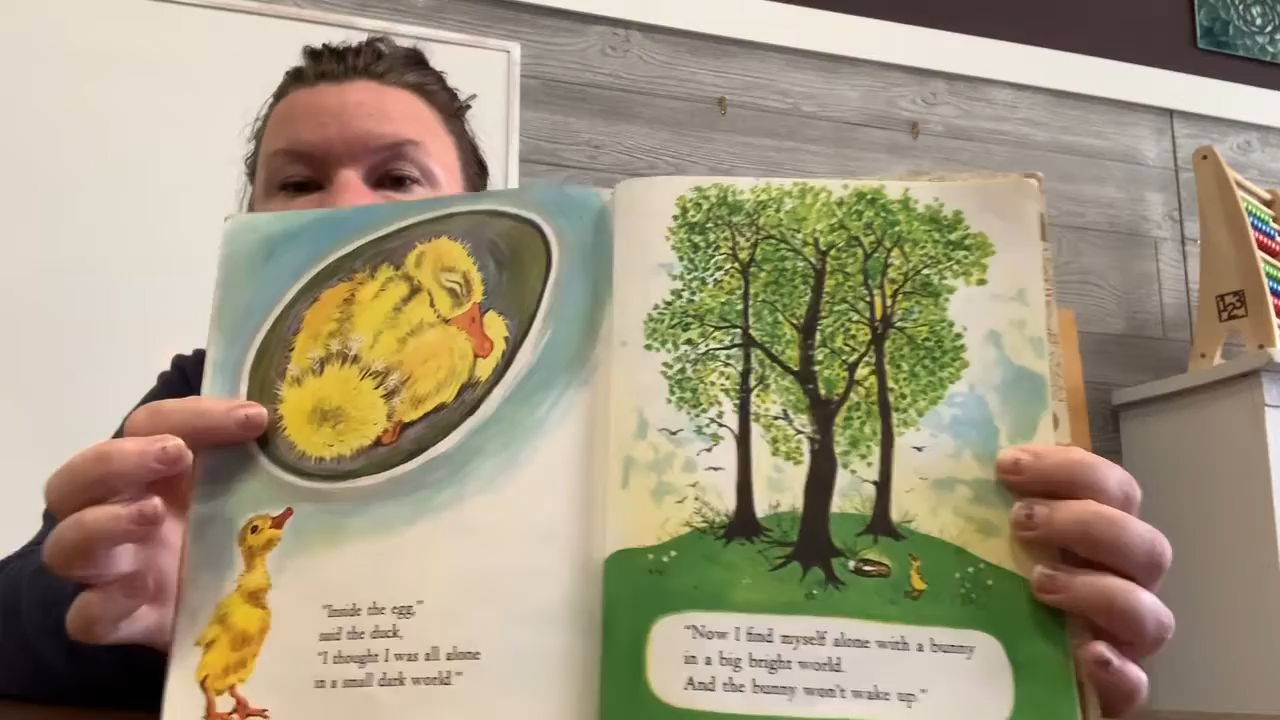 "Inside the egg,"
said the duck,
"I thought I was all alone
in a small dark world."
"Now I find myself alone with a bunny
in a big bright world.
And the bunny won't wake up."
123